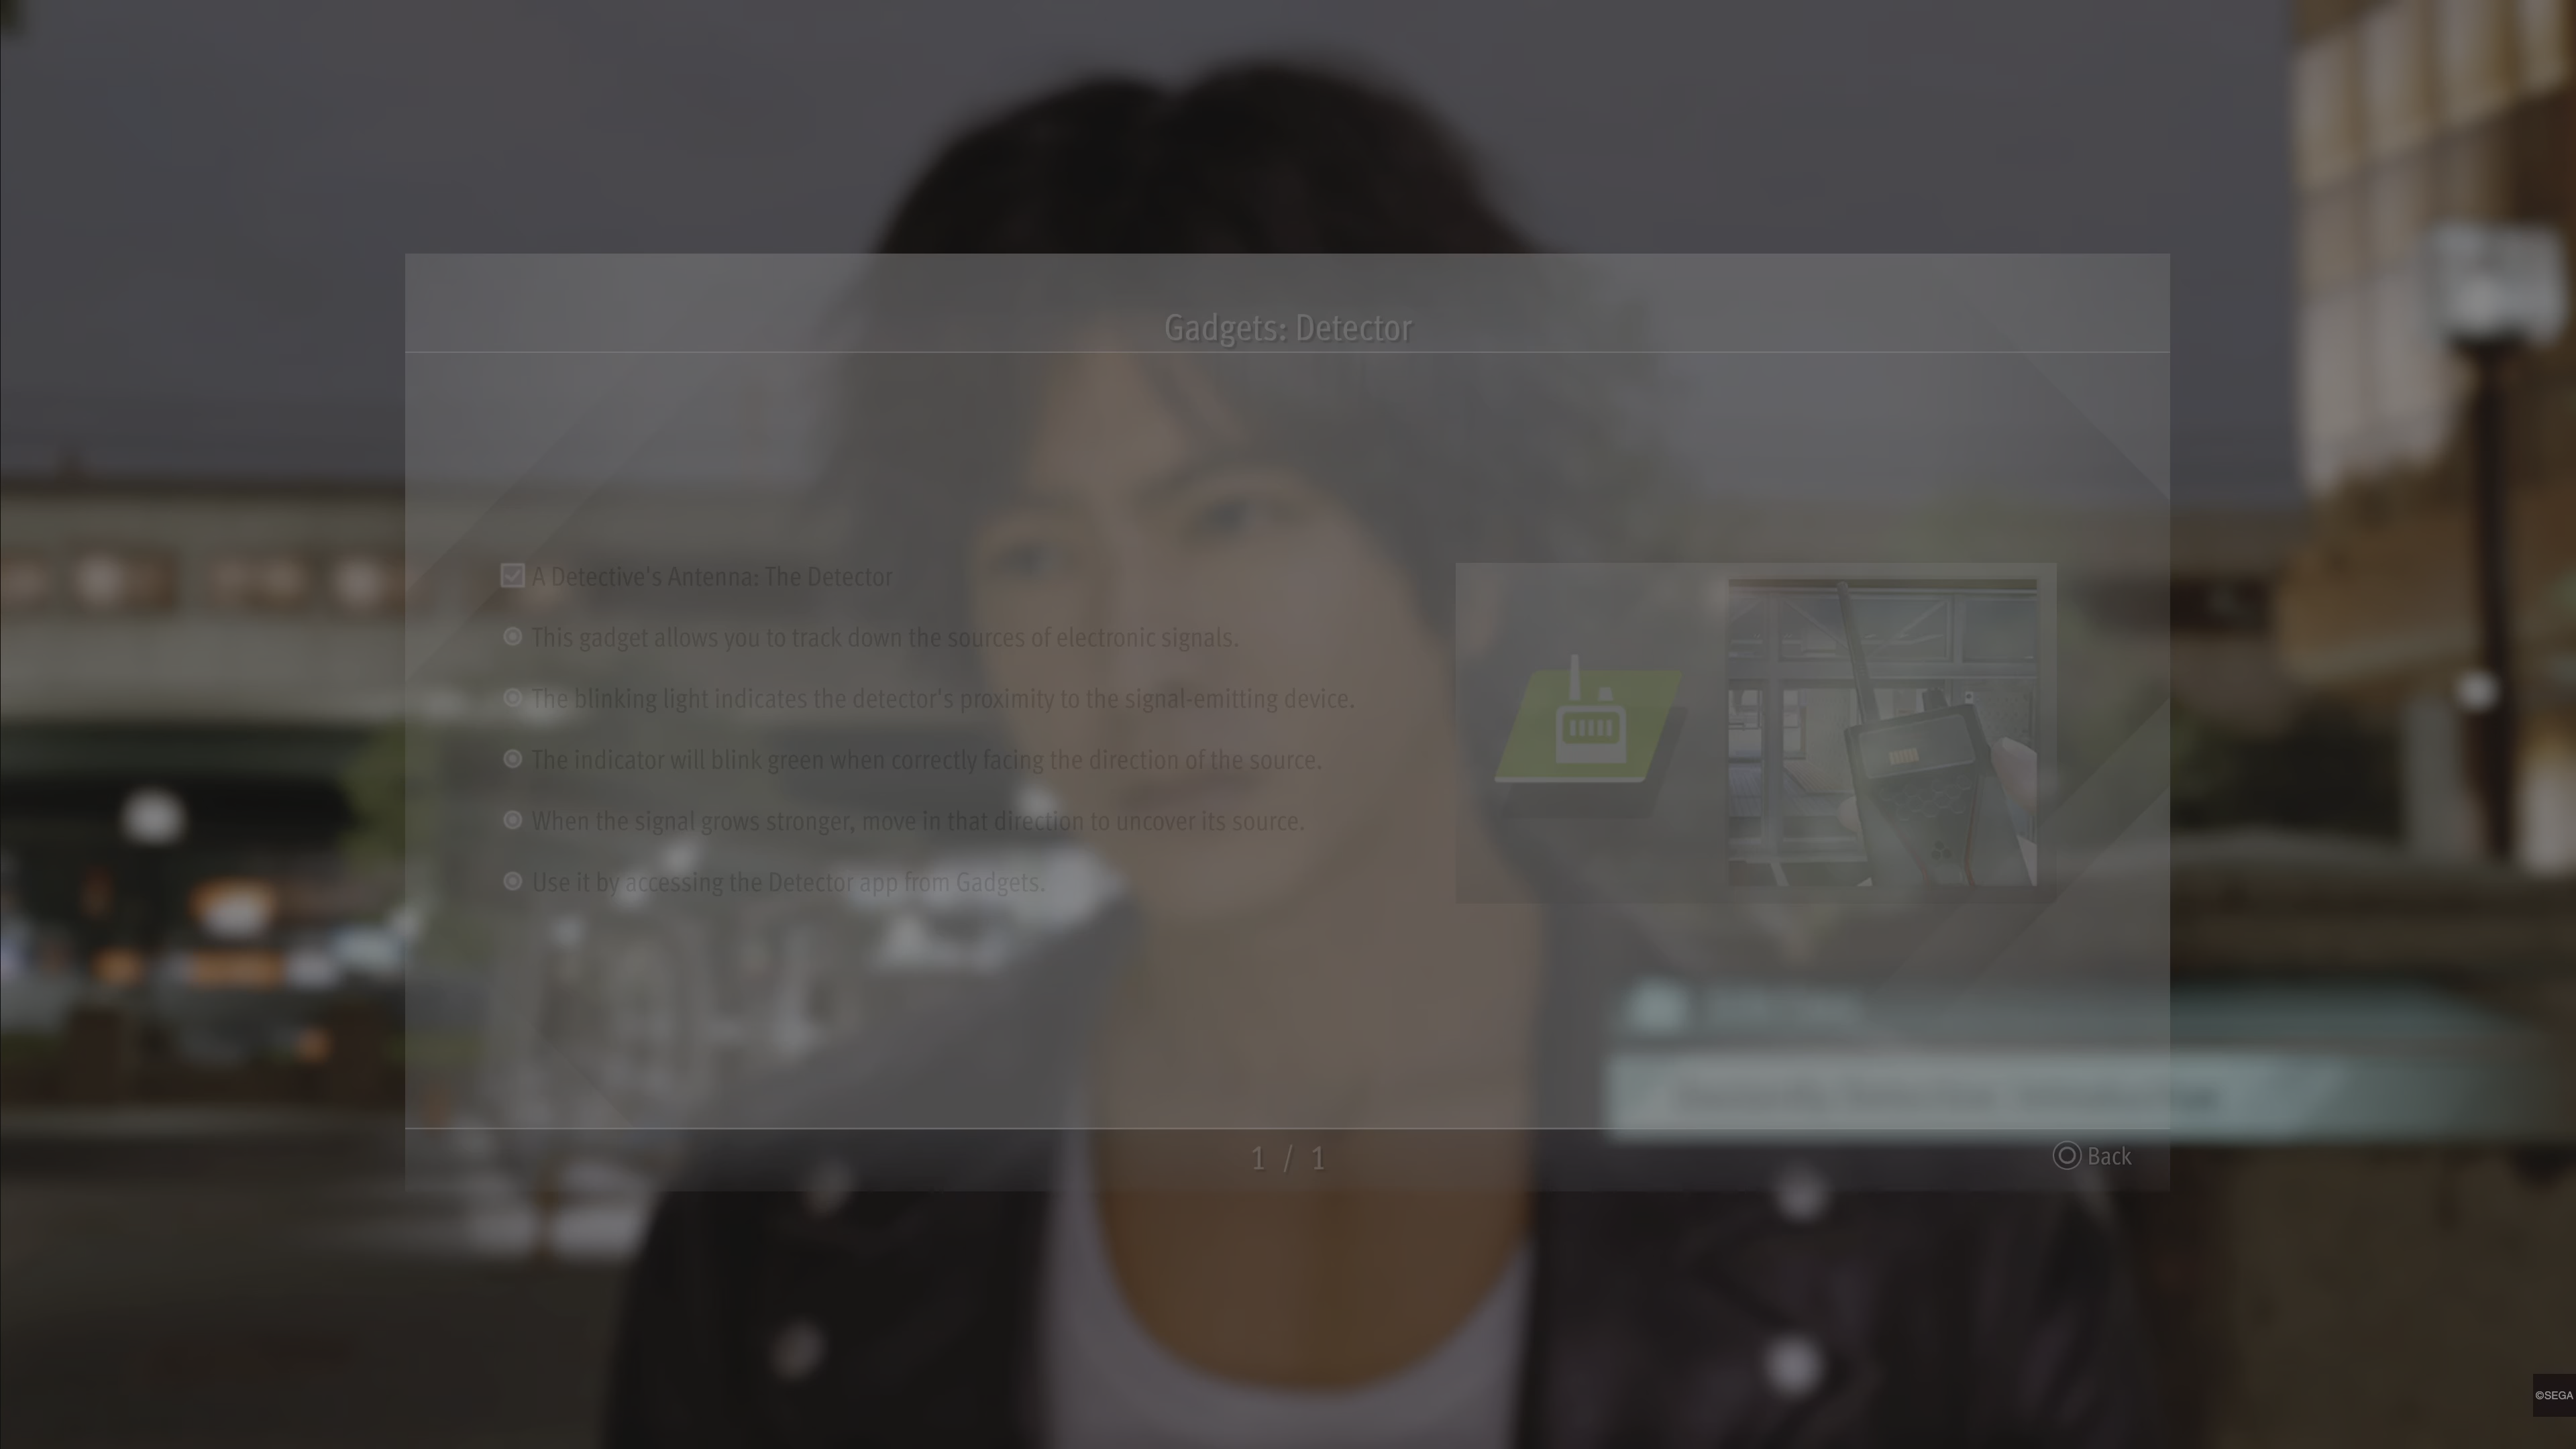 Gadgets: Detector
A Detective's Antenna: The Detector
This gadget allows you to track down the sources of electronic signals.
The blinking light indicates the detector's proximity to the signal-emitting device.
The indicator will blink green when correctly facing the direction of the source.
When the signal grows stronger, move in that direction to uncover its source.
Use it by accessing the Detector app from Gadgets.
1 / 1
Back
©SEGA